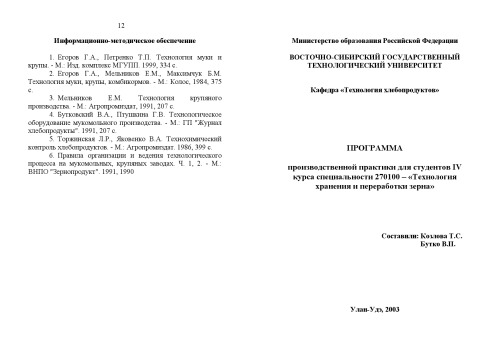 12
Информационно-методическое обеспечение
1. Егоров Г.А., Петренко Т.П. Технология муки и
крупы. - М.: Изд. комплекс МГУПП. 1999, 334 с.
2. Егоров Г.А., Мельников Е.М., Максимчук Б.М.
Технология муки, крупы, комбикормов. - М.: Колос, 1984, 375
с.
3. Мельников Е.М. Технология крупяного
производства. - М.: Агропромиздат, 1991, 207 с.
4. Бутковский В.А., Птушкина Г.В. Технологическое
оборудование мукомольного производства. - М.: ГП "Журнал
хлебопродукты". 1991, 207 с.
5. Торжинская Л.Р., Яковенко В.А. Технохимический
контроль хлебопродуктов. - М.: Агропромиздат. 1986, 399 с.
6. Правила организации и ведения технологического
процесса на мукомольных, крупяных заводах. Ч. 1, 2. - М.:
ВНПО "Зернопродукт". 1991, 1990
Министерство образования Российской Федерации
ВОСТОЧНО-СИБИРСКИЙ ГОСУДАРСТВЕННЫЙ
ТЕХНОЛОГИЧЕСКИЙ УНИВЕРСИТЕТ
Кафедра «Технология хлебопродуктов»
ПРОГРАММА
производственной практики для студентов IV
курса специальности 270100 – «Технология
хранения и переработки зерна»
Составили: Козлова Т.С.
Бутко В.П.
Улан-Удэ, 2003